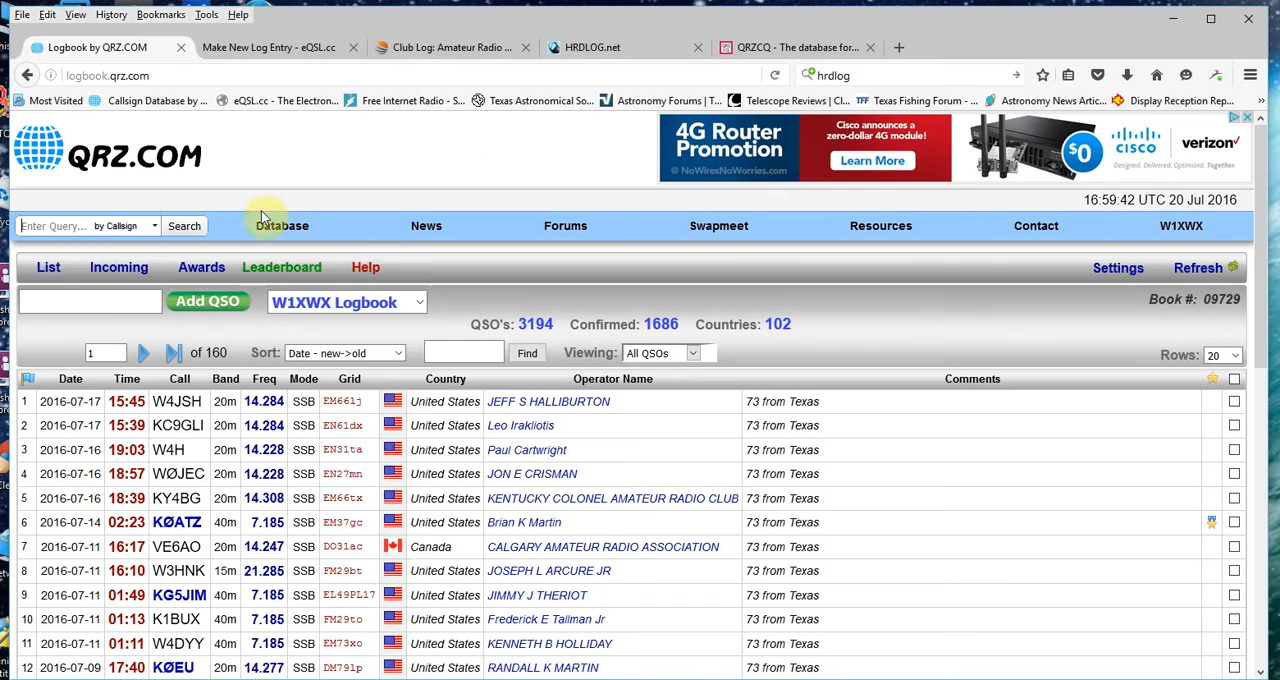 File Edit View History Bookmarks Tools Help
Logbook by QRZ.COM Make New Log Entry - eQSL.cc Club Log: Amateur Radio ... HRDLOG.net QRZCQ - The database for...
logbook.qrz.com hrdlog
Most Visited Callsign Database by ... eQSL.cc - The Electron... Free Internet Radio - S... Texas Astronomical So... Astronomy Forums | T... Telescope Reviews | Cl... TFF Texas Fishing Forum - ... Astronomy News Artic... Display Reception Rep... »
QRZ.COM
4G Router
Promotion
© NoWiresNoWorries.com
Cisco announces a
zero-dollar 4G module!
Learn More
$0
CISCO
verizon
Designed. Delivered. Optimized. Together.
16:59:42 UTC 20 Jul 2016
Enter Query... by Callsign Search Database News Forums Swapmeet Resources Contact W1XWX
List Incoming Awards Leaderboard Help Settings Refresh
Add QSO W1XWX Logbook Book #: 09729
QSO's: 3194 Confirmed: 1686 Countries: 102
1 of 160 Sort: Date - new->old Find Viewing: All QSOs Rows: 20
Date Time Call Band Freq Mode Grid Country Operator Name Comments
1 2016-07-17 15:45 W4JSH 20m 14.284 SSB EM66lj United States JEFF S HALLIBURTON 73 from Texas
2 2016-07-17 15:39 KC9GLI 20m 14.284 SSB EN61dx United States Leo Irakliotis 73 from Texas
3 2016-07-16 19:03 W4H 20m 14.228 SSB EN31ta United States Paul Cartwright 73 from Texas
4 2016-07-16 18:57 WØJEC 20m 14.228 SSB EN27mn United States JON E CRISMAN 73 from Texas
5 2016-07-16 18:39 KY4BG 20m 14.308 SSB EM66tx United States KENTUCKY COLONEL AMATEUR RADIO CLUB 73 from Texas
6 2016-07-14 02:23 KØATZ 40m 7.185 SSB EM37gc United States Brian K Martin 73 from Texas
7 2016-07-11 16:17 VE6AO 20m 14.247 SSB DO31ac Canada CALGARY AMATEUR RADIO ASSOCIATION 73 from Texas
8 2016-07-11 16:10 W3HNK 15m 21.285 SSB FM29bt United States JOSEPH L ARCURE JR 73 from Texas
9 2016-07-11 01:49 KG5JIM 40m 7.185 SSB EL49PL17 United States JIMMY J THERIOT 73 from Texas
10 2016-07-11 01:13 K1BUX 40m 7.185 SSB FM29to United States Frederick E Tallman Jr 73 from Texas
11 2016-07-11 01:11 W4DYY 40m 7.185 SSB EM73xo United States KENNETH B HOLLIDAY 73 from Texas
12 2016-07-09 17:40 KØEU 20m 14.277 SSB DM79lp United States RANDALL K MARTIN 73 from Texas